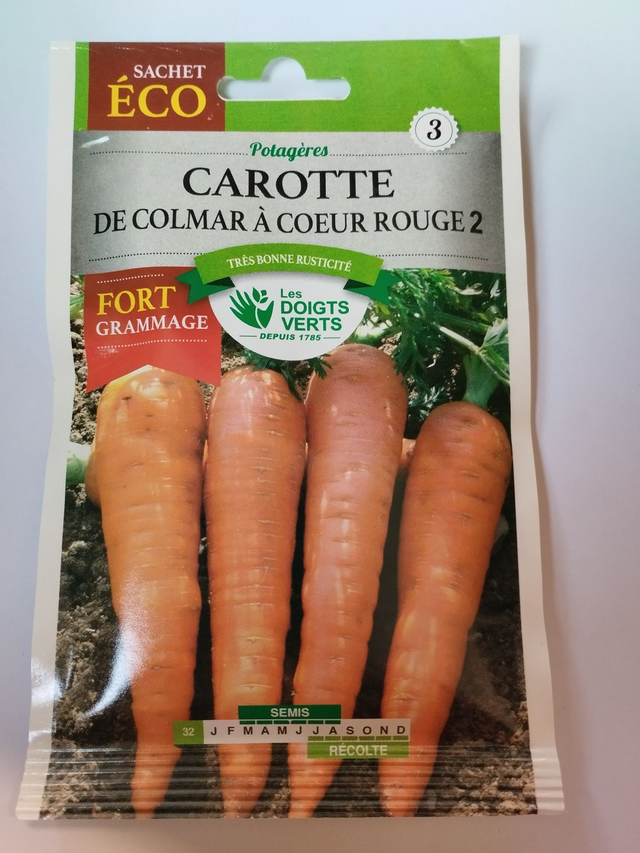 SACHET
ÉCO
3
Potagères
CAROTTE
DE COLMAR À COEUR ROUGE 2
TRÈS BONNE RUSTICITÉ
FORT
GRAMMAGE
Les
DOIGTS
VERTS
DEPUIS 1785
SEMIS
32 J F M A M J J A S O N D
RÉCOLTE